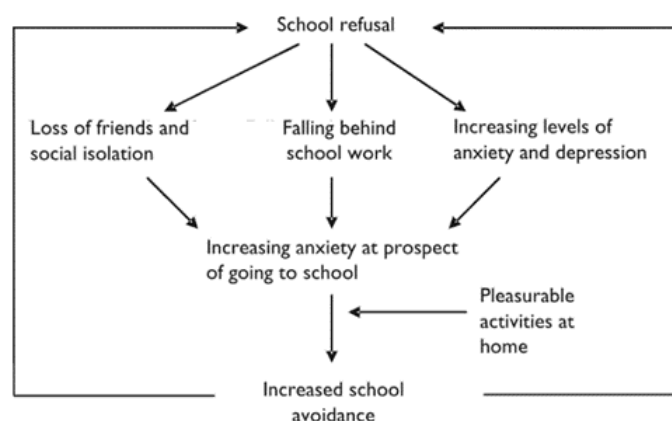 School refusal
Loss of friends and
social isolation
Falling behind
school work
Increasing levels of
anxiety and depression
Increasing anxiety at prospect
of going to school
Pleasurable
activities at
home
Increased school
avoidance